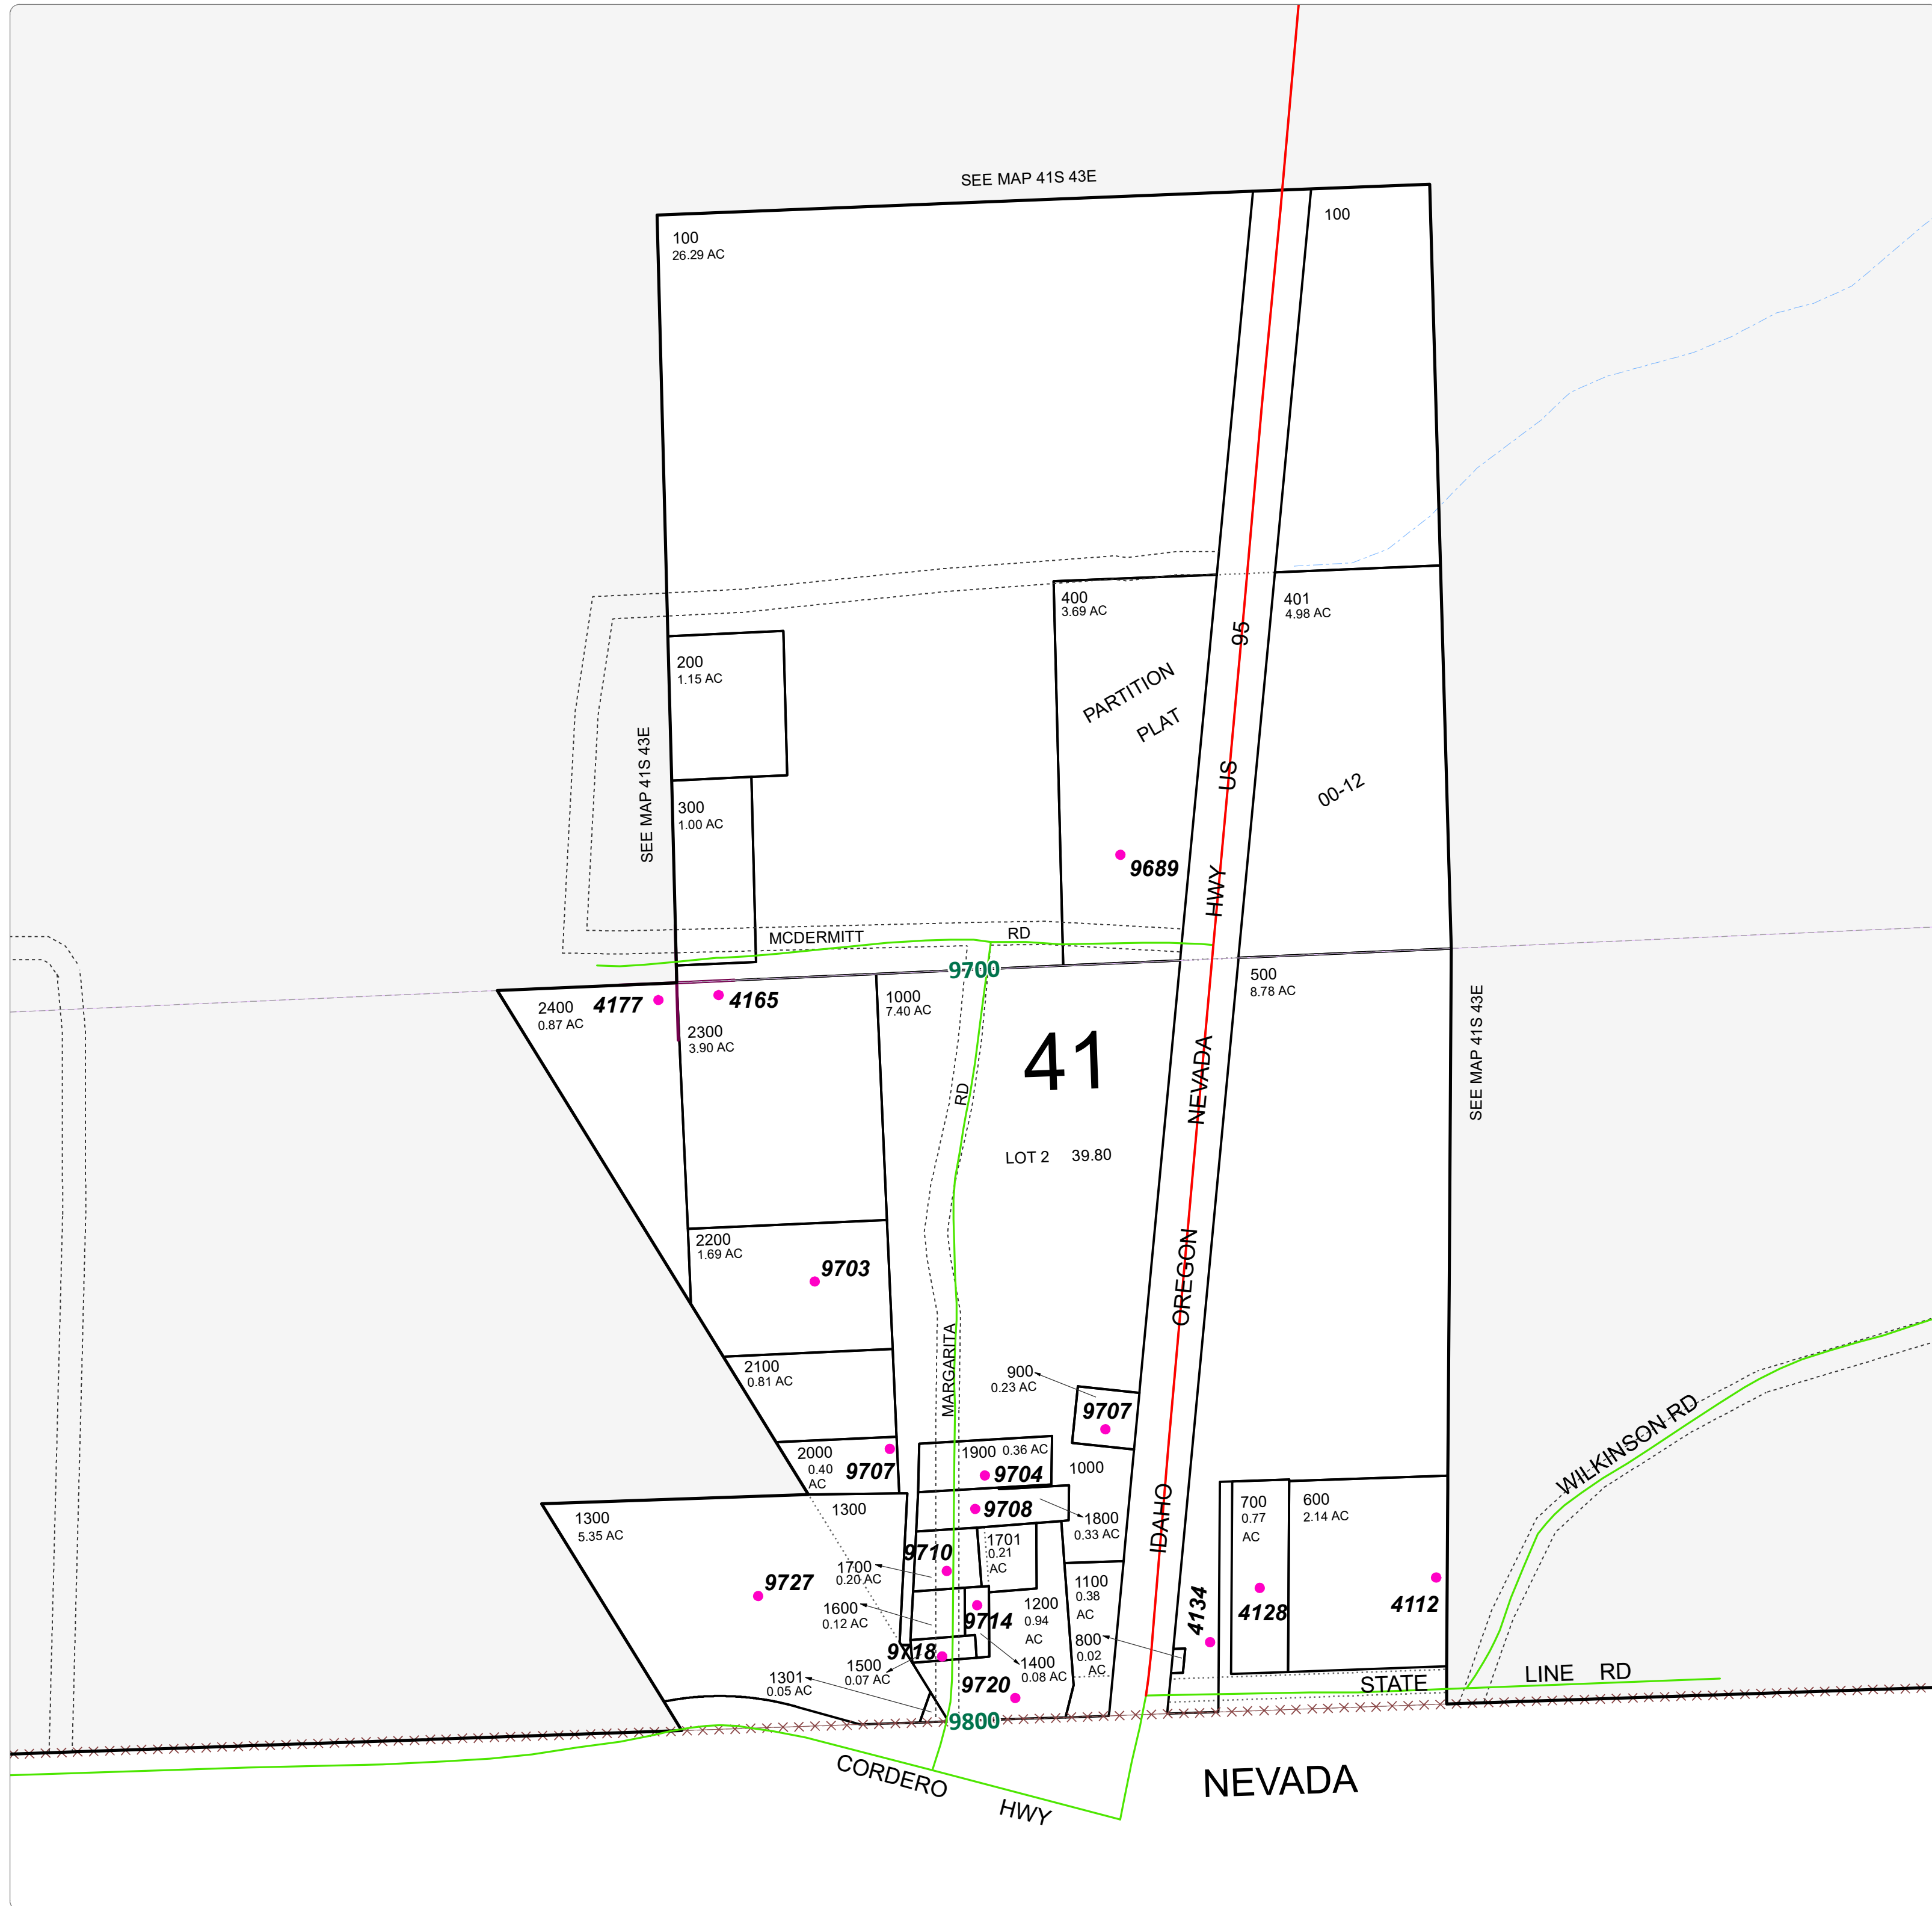 SEE MAP 41S 43E
100
26.29 AC
100
400
3.69 AC
401
4.98 AC
95
200
1.15 AC
PARTITION
PLAT
US
00-12
300
1.00 AC
SEE MAP 41S 43E
9689
HWY
MCDERMITT
RD
9700
2400
0.87 AC
4177
4165
2300
3.90 AC
1000
7.40 AC
500
8.78 AC
41
SEE MAP 41S 43E
NEVADA
RD
LOT 2 39.80
2200
1.69 AC
9703
OREGON
MARGARITA
2100
0.81 AC
900
0.23 AC
9707
2000
0.40
AC
9707
1900 0.36 AC
9704
1000
WILKINSON RD
1300
5.35 AC
1300
9708
1800
0.33 AC
IDAHO
700
0.77
AC
600
2.14 AC
9710
1701
0.21
AC
1700
0.20 AC
9727
1600
0.12 AC
9714
1200
0.94
AC
1100
0.38
AC
4134
4128
4112
800
0.02
AC
9718
1500
0.07 AC
1400
0.08 AC
1301
0.05 AC
9720
STATE LINE RD
9800
CORDERO
HWY
NEVADA